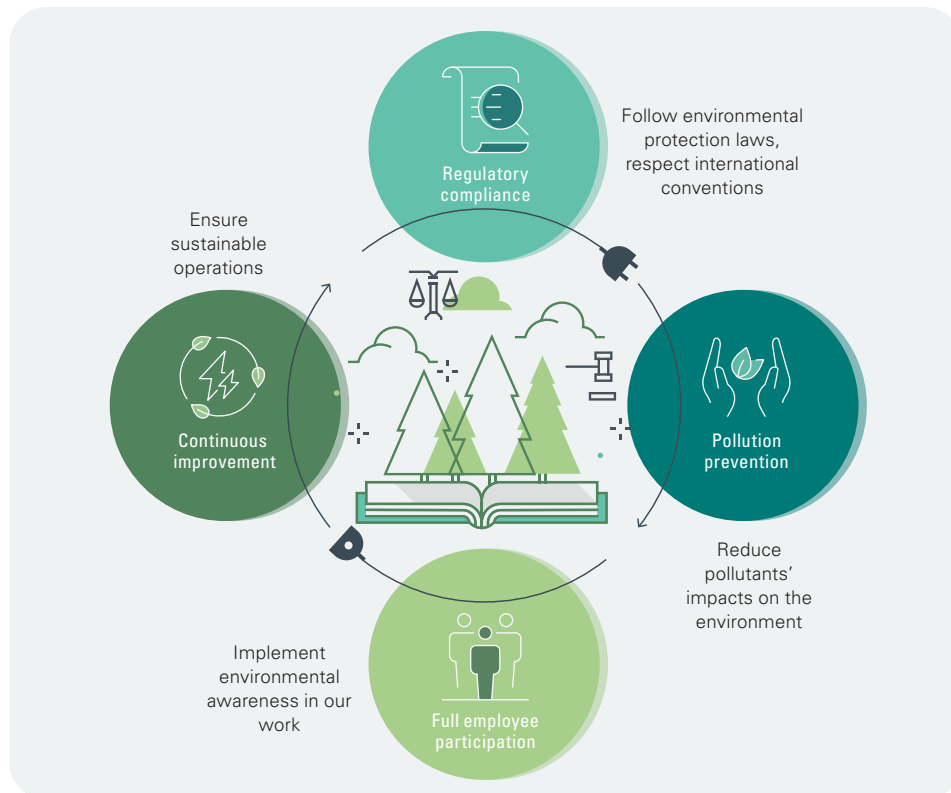 Regulatory
compliance
Follow environmental
protection laws,
respect international
conventions
Pollution
prevention
Reduce
pollutants’
impacts on the
environment
Full employee
participation
Implement
environmental
awareness in our
work
Continuous
improvement
Ensure
sustainable
operations